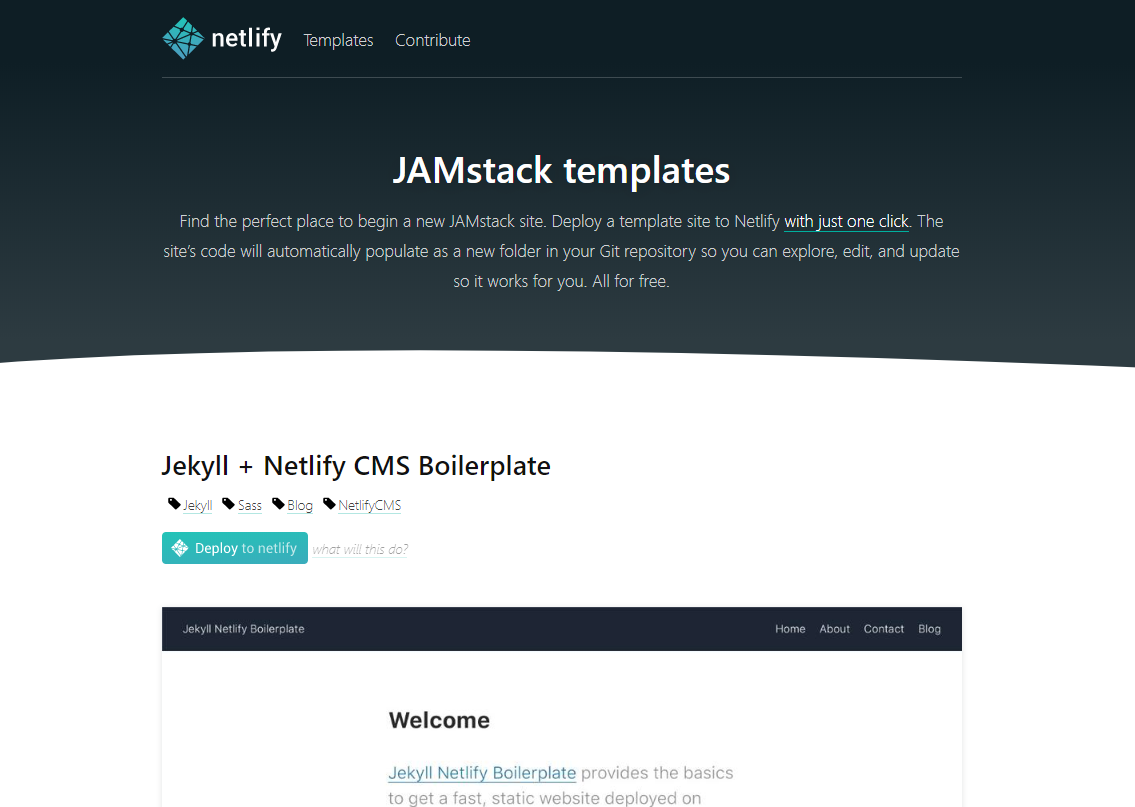 netlify Templates Contribute
JAMstack templates
Find the perfect place to begin a new JAMstack site. Deploy a template site to Netlify with just one click. The
site's code will automatically populate as a new folder in your Git repository so you can explore, edit, and update
so it works for you. All for free.
Jekyll + Netlify CMS Boilerplate
Jekyll Sass Blog NetlifyCMS
Deploy to netlify what will this do?
Jekyll Netlify Boilerplate Home About Contact Blog
Welcome
Jekyll Netlify Boilerplate provides the basics
to get a fast, static website deployed on